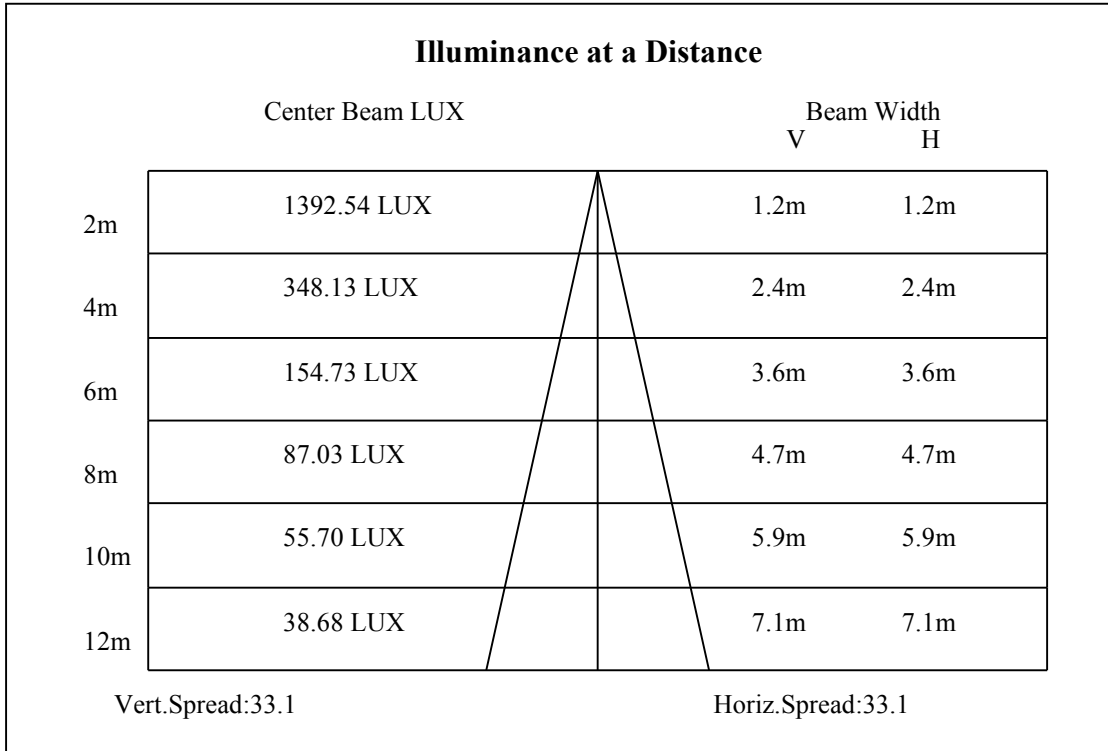 Illuminance at a Distance
Center Beam LUX Beam Width
V H
2m 1392.54 LUX 1.2m 1.2m
4m 348.13 LUX 2.4m 2.4m
6m 154.73 LUX 3.6m 3.6m
8m 87.03 LUX 4.7m 4.7m
10m 55.70 LUX 5.9m 5.9m
12m 38.68 LUX 7.1m 7.1m
Vert.Spread:33.1 Horiz.Spread:33.1